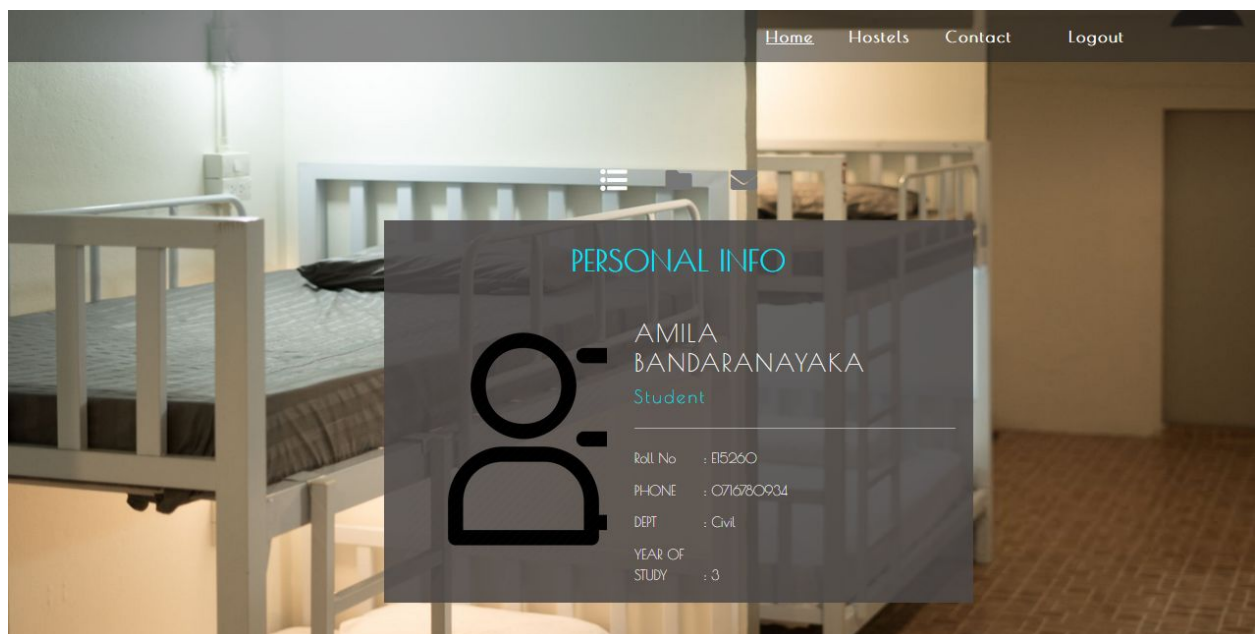 Home Hostels Contact Logout
PERSONAL INFO
AMILA
BANDARANAYAKA
Student
Roll No : E15260
PHONE : 0716780934
DEPT : Civil
YEAR OF
STUDY : 3